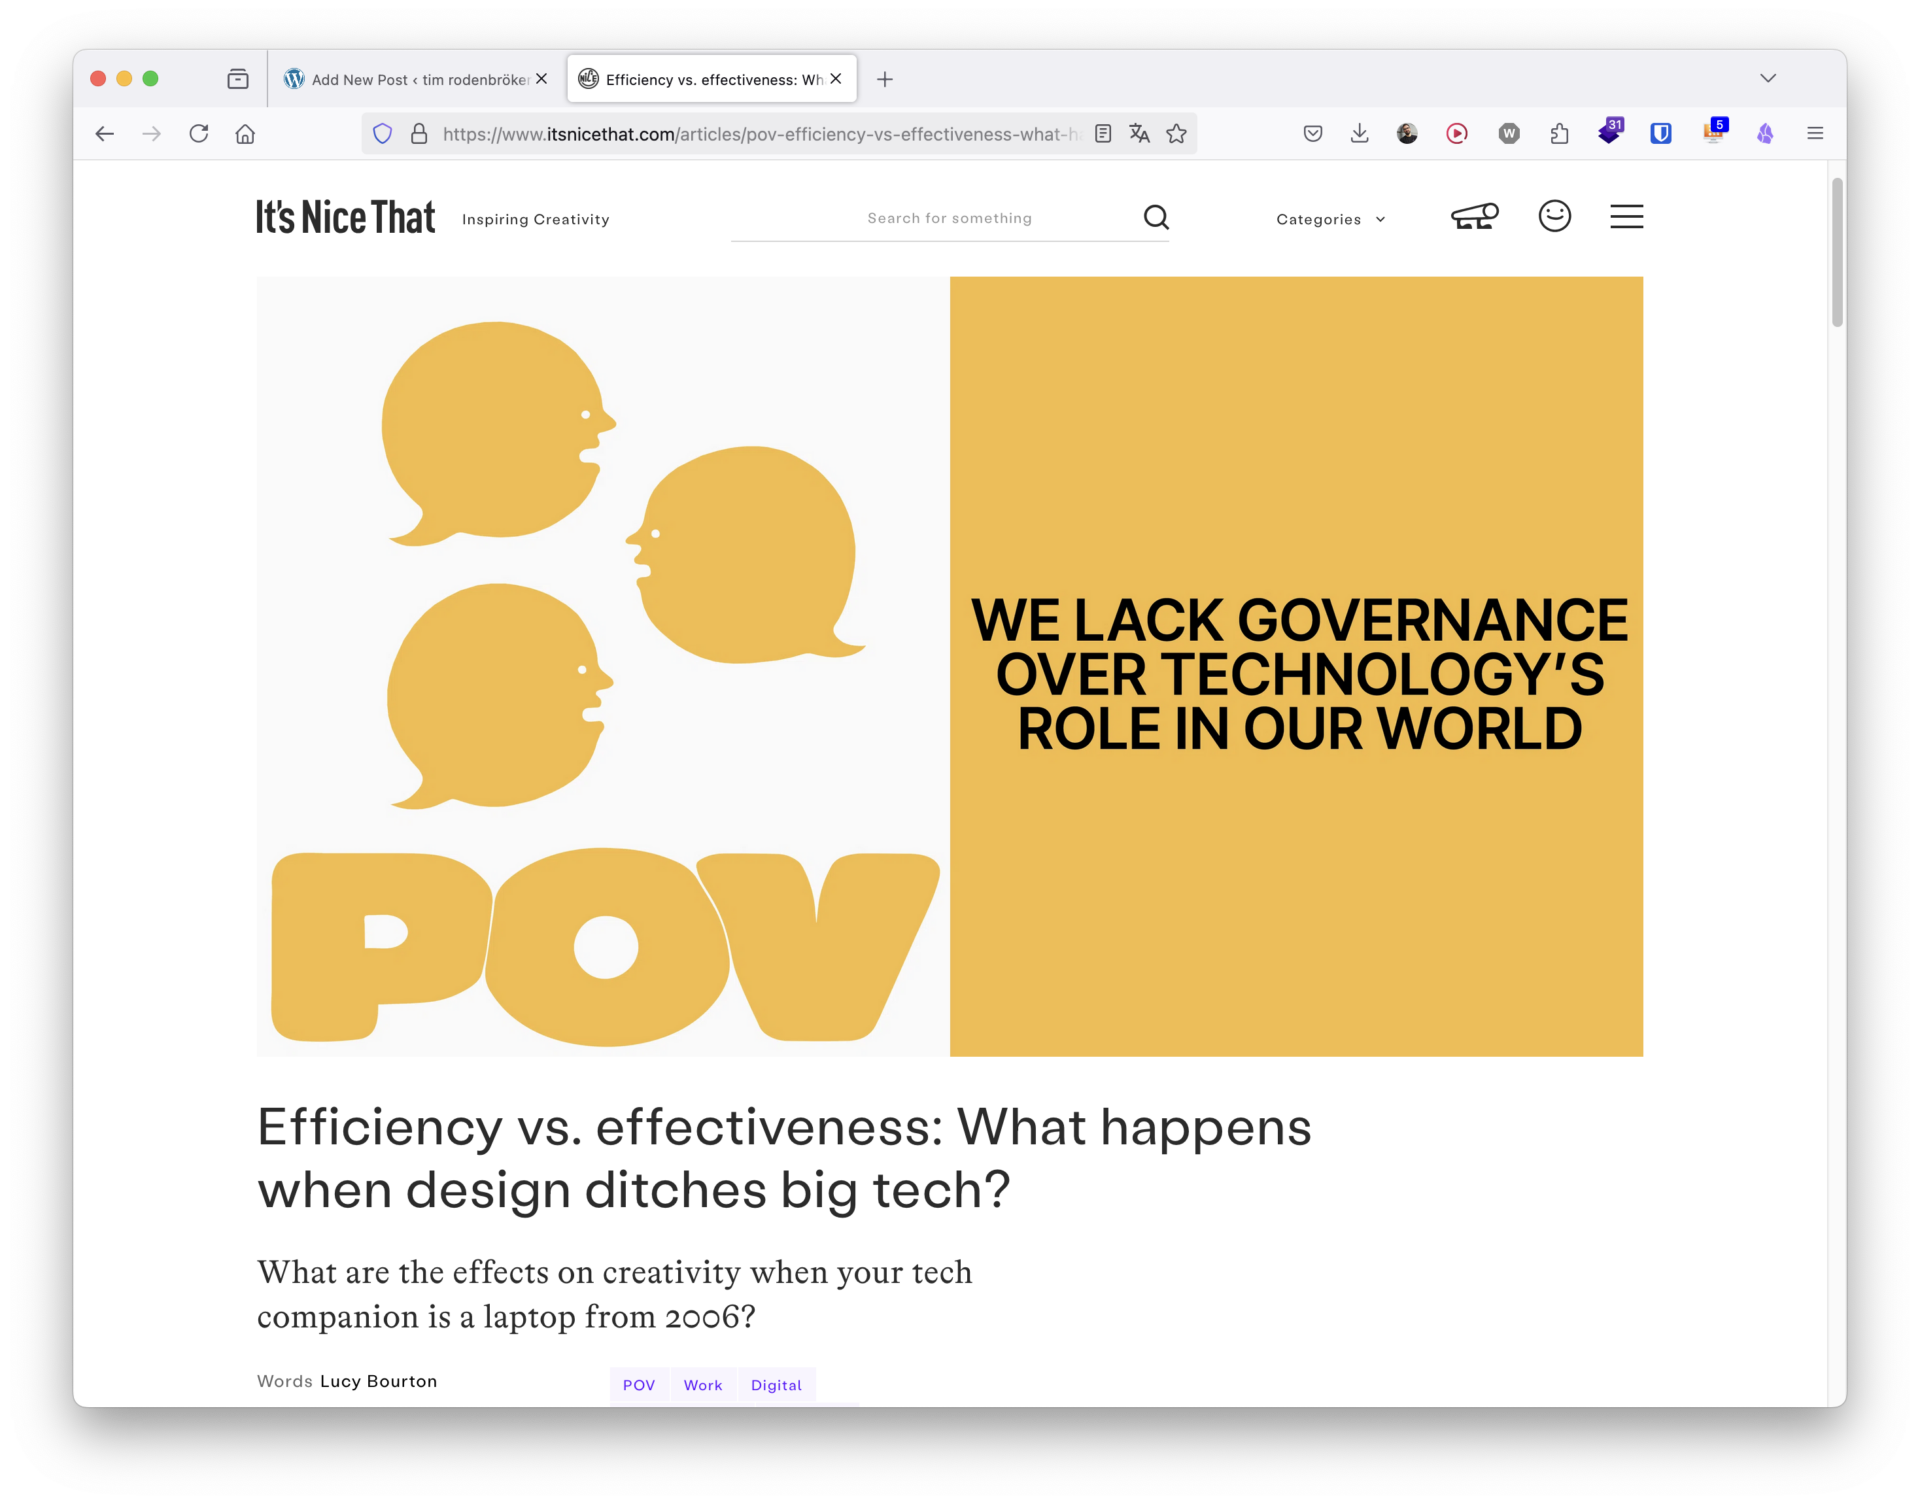 Add New Post ‹ tim rodenbröker
Efficiency vs. effectiveness: Wh
https://www.itsnicethat.com/articles/pov-efficiency-vs-effectiveness-what-h
W
31
5
It's Nice That
Inspiring Creativity
Search for something
Categories
WE LACK GOVERNANCE
OVER TECHNOLOGY'S
ROLE IN OUR WORLD
POV
Efficiency vs. effectiveness: What happens
when design ditches big tech?
What are the effects on creativity when your tech
companion is a laptop from 2006?
Words Lucy Bourton
POV
Work
Digital